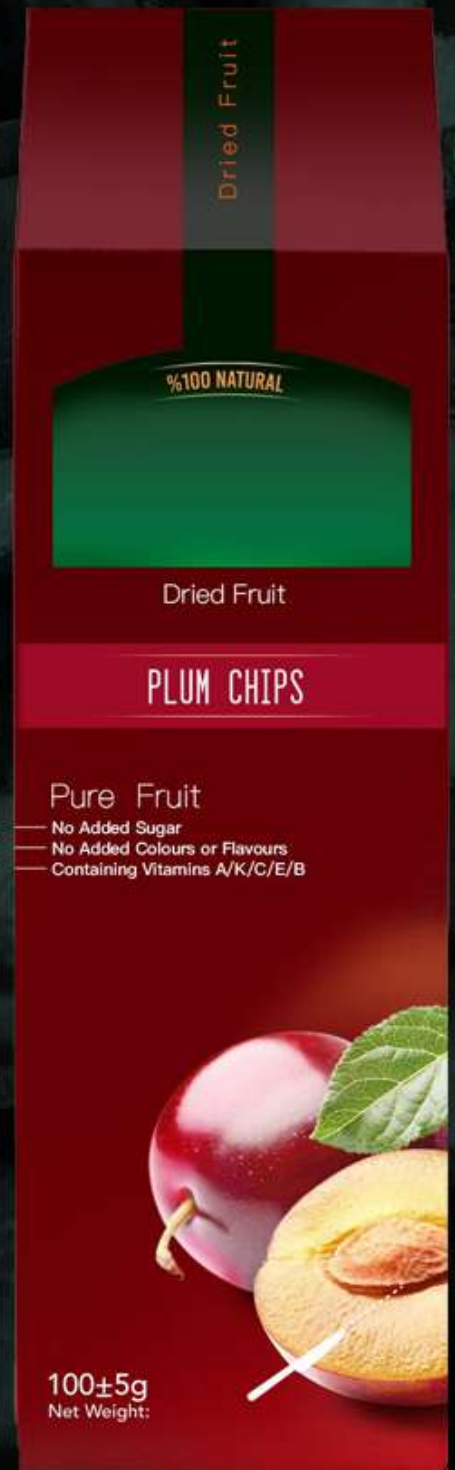 Dried Fruit
%100 NATURAL
Dried Fruit
PLUM CHIPS
Pure Fruit
No Added Sugar
No Added Colours or Flavours
Containing Vitamins A/K/C/E/B
100±5g
Net Weight: